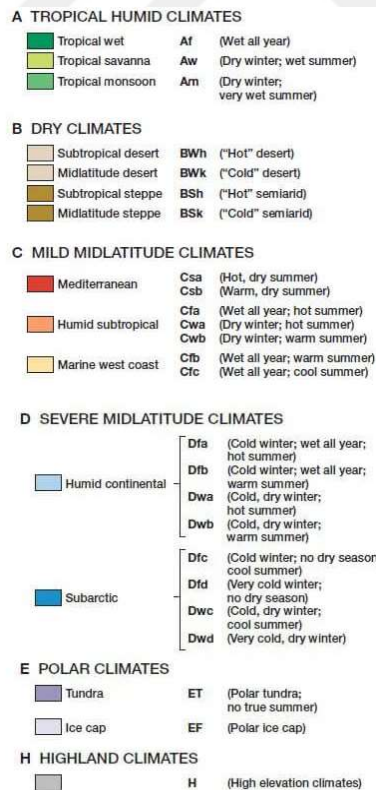 A TROPICAL HUMID CLIMATES
Tropical wet Af (Wet all year)
Tropical savanna Aw (Dry winter; wet summer)
Tropical monsoon Am (Dry winter;
very wet summer)
B DRY CLIMATES
Subtropical desert BWh ("Hot" desert)
Midlatitude desert BWk ("Cold" desert)
Subtropical steppe BSh ("Hot" semiarid)
Midlatitude steppe BSk ("Cold" semiarid)
C MILD MIDLATITUDE CLIMATES
Mediterranean
Csa (Hot, dry summer)
Csb (Warm, dry summer)
Humid subtropical
Cfa (Wet all year; hot summer)
Cwa (Dry winter; hot summer)
Cwb (Dry winter; warm summer)
Marine west coast
Cfb (Wet all year; warm summer)
Cfc (Wet all year; cool summer)
D SEVERE MIDLATITUDE CLIMATES
Humid continental
Dfa (Cold winter; wet all year;
hot summer)
Dfb (Cold winter; wet all year;
warm summer)
Dwa (Cold, dry winter;
hot summer)
Dwb (Cold, dry winter;
warm summer)
Subarctic
Dfc (Cold winter; no dry season
cool summer)
Dfd (Very cold winter;
no dry season)
Dwc (Cold, dry winter;
cool summer)
Dwd (Very cold, dry winter)
E POLAR CLIMATES
Tundra ET (Polar tundra;
no true summer)
Ice cap EF (Polar ice cap)
H HIGHLAND CLIMATES
H (High elevation climates)